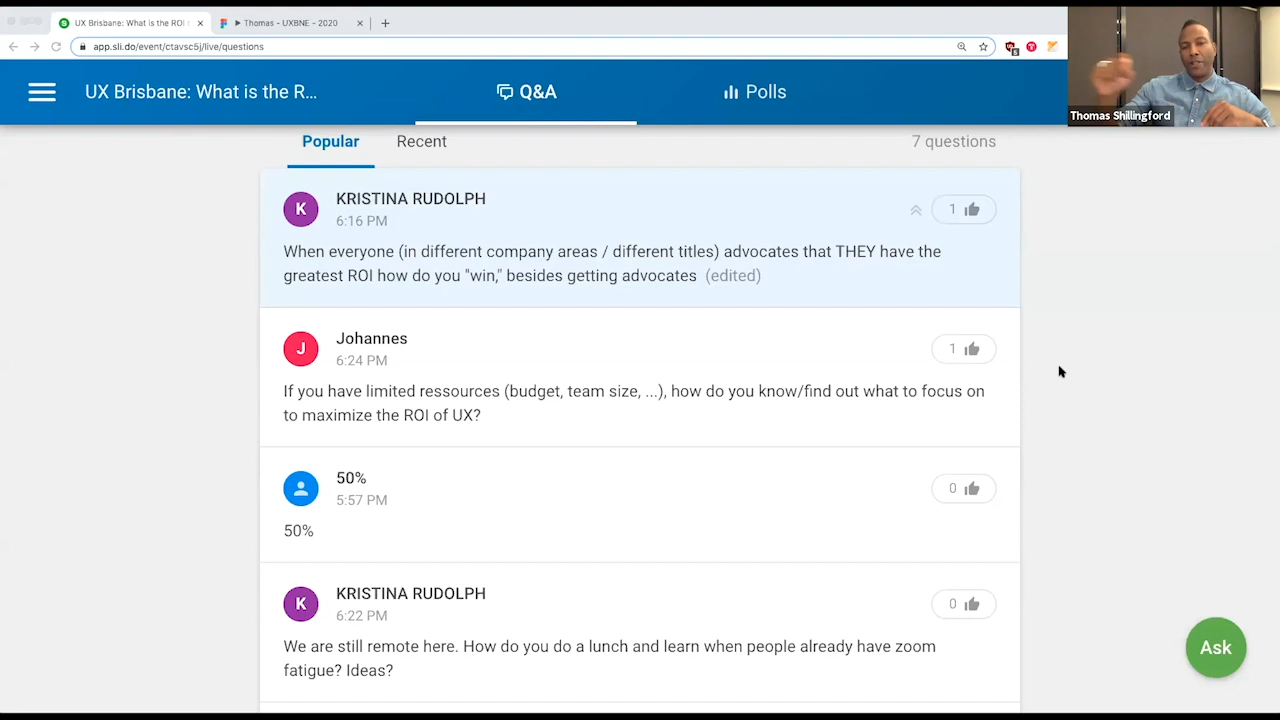 UX Brisbane: What is the ROI o
Thomas - UXBNE - 2020
app.sli.do/event/ctavsc5j/live/questions
Thomas Shillingford
UX Brisbane: What is the R...
Q&A
Polls
Popular
Recent
7 questions
K
KRISTINA RUDOLPH
6:16 PM
1
When everyone (in different company areas / different titles) advocates that THEY have the
greatest ROI how do you "win," besides getting advocates (edited)
J
Johannes
6:24 PM
1
If you have limited ressources (budget, team size, ...), how do you know/find out what to focus on
to maximize the ROI of UX?
50%
5:57 PM
0
50%
K
KRISTINA RUDOLPH
6:22 PM
0
We are still remote here. How do you do a lunch and learn when people already have zoom
fatigue? Ideas?
Ask